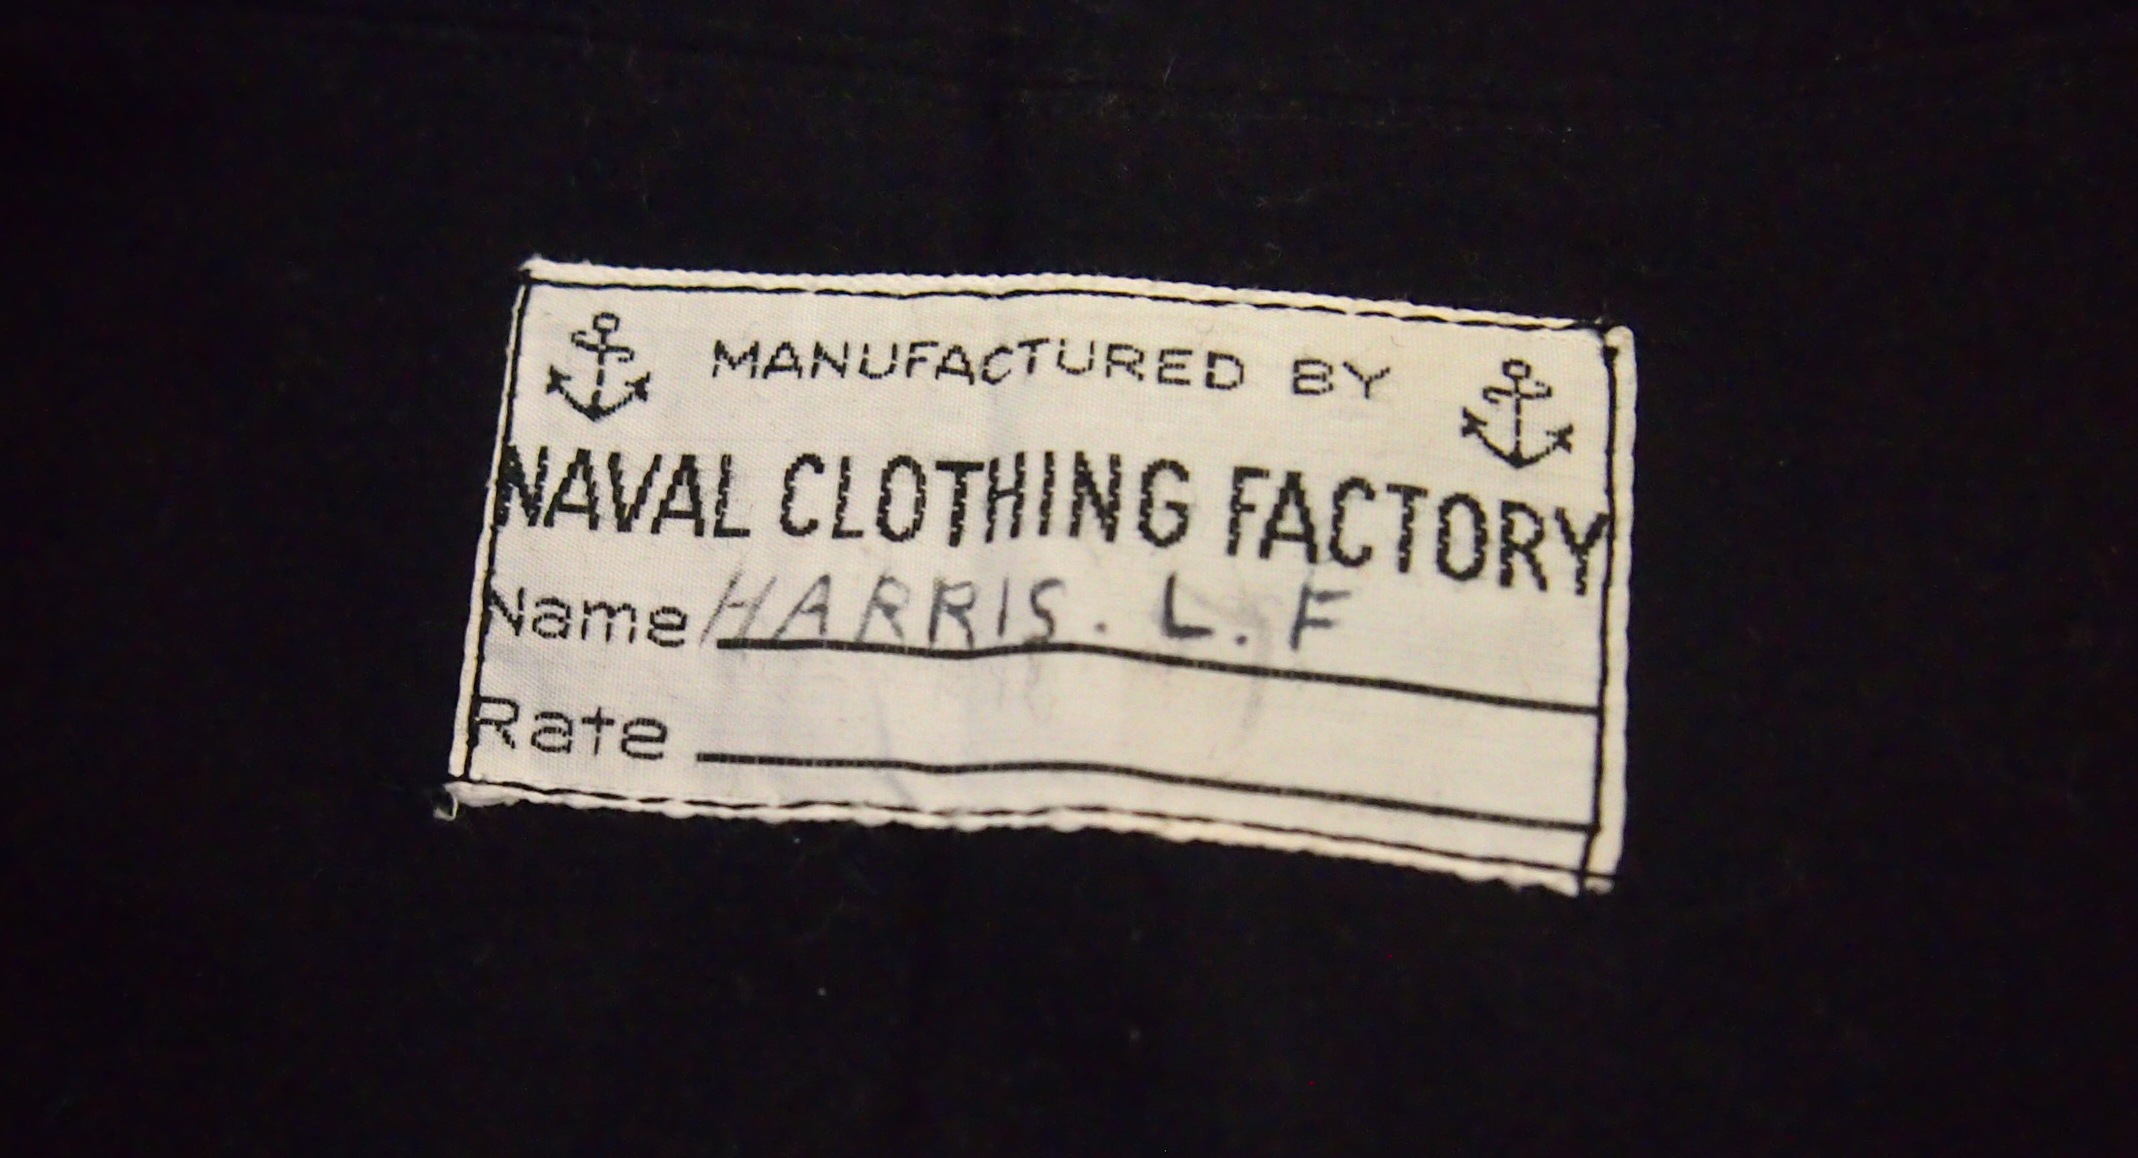 MANUFACTURED BY
NAVAL CLOTHING FACTORY
Name HARRIS. L. F
Rate